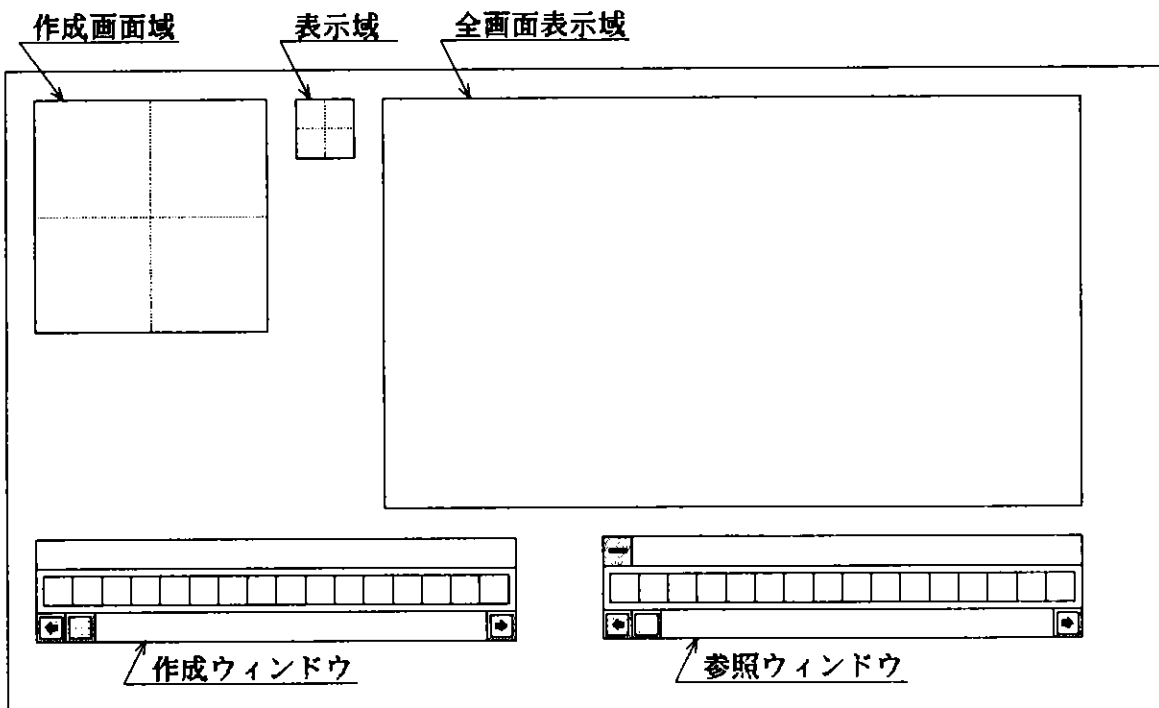 作成画面域
表示域
全画面表示域
作成ウィンドウ
参照ウィンドウ